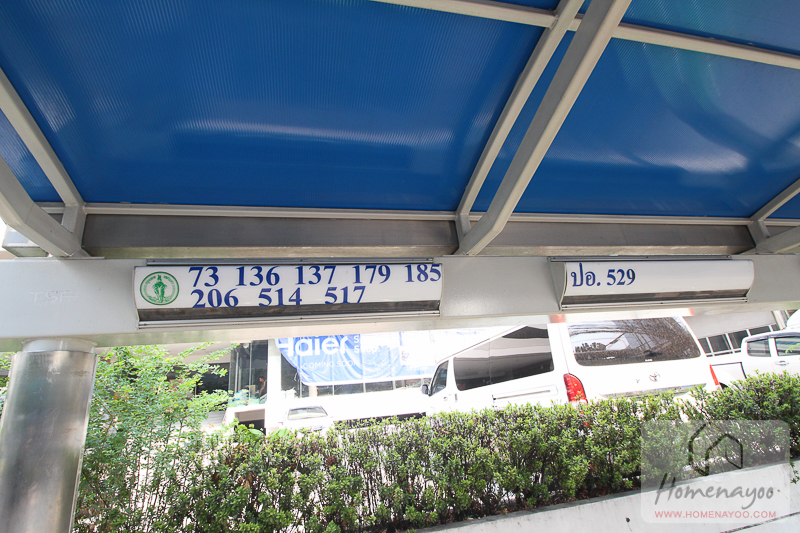 73 136 137 179 185
206 514 517
ปอ. 529
Haier
Homenayoo
WWW.HOMENAYOO.COM